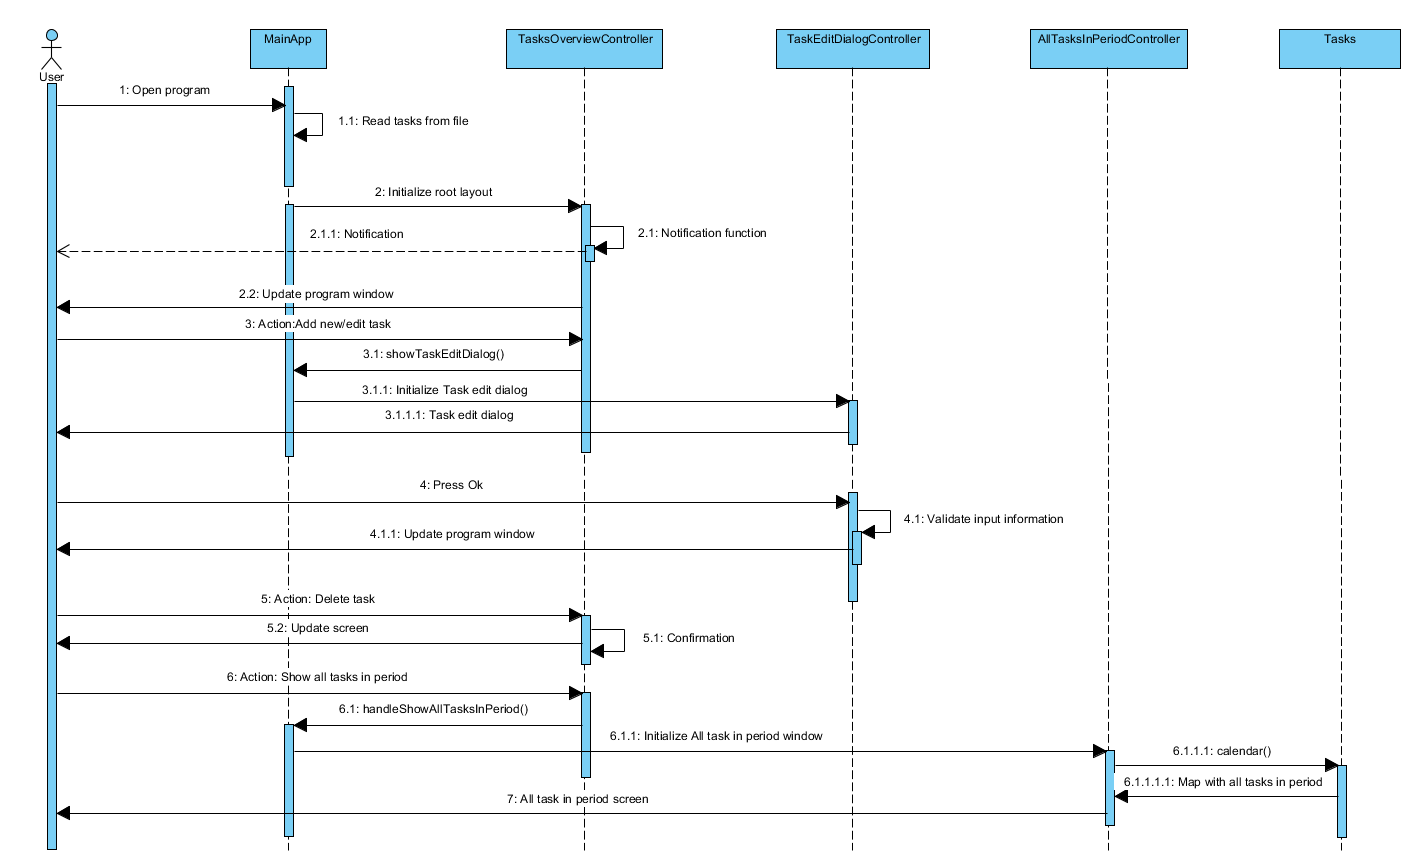 MainApp
TasksOverviewController
TaskEditDialogController
AllTasksInPeriodController
Tasks
User
1: Open program
1.1: Read tasks from file
2: Initialize root layout
2.1.1: Notification
2.1: Notification function
2.2: Update program window
3: Action:Add new/edit task
3.1: showTaskEditDialog()
3.1.1: Initialize Task edit dialog
3.1.1.1: Task edit dialog
4: Press Ok
4.1: Validate input information
4.1.1: Update program window
5: Action: Delete task
5.2: Update screen
5.1: Confirmation
6: Action: Show all tasks in period
6.1: handleShowAllTasksInPeriod()
6.1.1: Initialize All task in period window
6.1.1.1: calendar()
6.1.1.1.1: Map with all tasks in period
7: All task in period screen